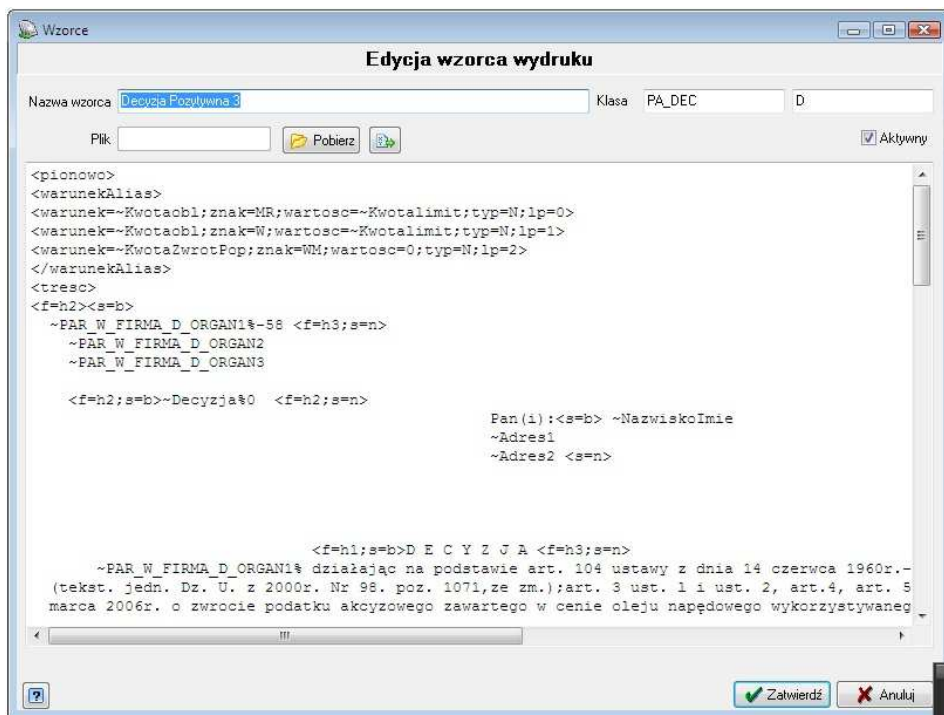 Wzorce
Edycja wzorca wydruku
Nazwa wzorca Decyzja Pozytywna 3 Klasa PA_DEC D
Plik Pobierz Aktywny
<pionowo>
<warunekAlias>
<warunek=~Kwotaobl;znak=MR;wartosc=~Kwotalimit;typ=N;lp=0>
<warunek=~Kwotaobl;znak=W;wartosc=~Kwotalimit;typ=N;lp=1>
<warunek=~KwotaZwrotPop;znak=WM;wartosc=0;typ=N;lp=2>
</warunekAlias>
<tresc>
<f=h2><s=b>
~PAR_W_FIRMA_D_ORGAN1%-58 <f=h3;s=n>
~PAR_W_FIRMA_D_ORGAN2
~PAR_W_FIRMA_D_ORGAN3
<f=h2;s=b>~Decyzja%0 <f=h2;s=n>
Pan(i):<s=b> ~NazwiskoImie
~Adres1
~Adres2 <s=n>
<f=h1;s=b>D E C Y Z J A <f=h3;s=n>
~PAR_W_FIRMA_D_ORGAN1% działając na podstawie art. 104 ustawy z dnia 14 czerwca 1960r.-
(tekst. jedn. Dz. U. z 2000r. Nr 98. poz. 1071,ze zm.);art. 3 ust. 1 i ust. 2, art.4, art. 5
marca 2006r. o zwrocie podatku akcyzowego zawartego w cenie oleju napędowego wykorzystywaneg
Zatwierdź Anuluj